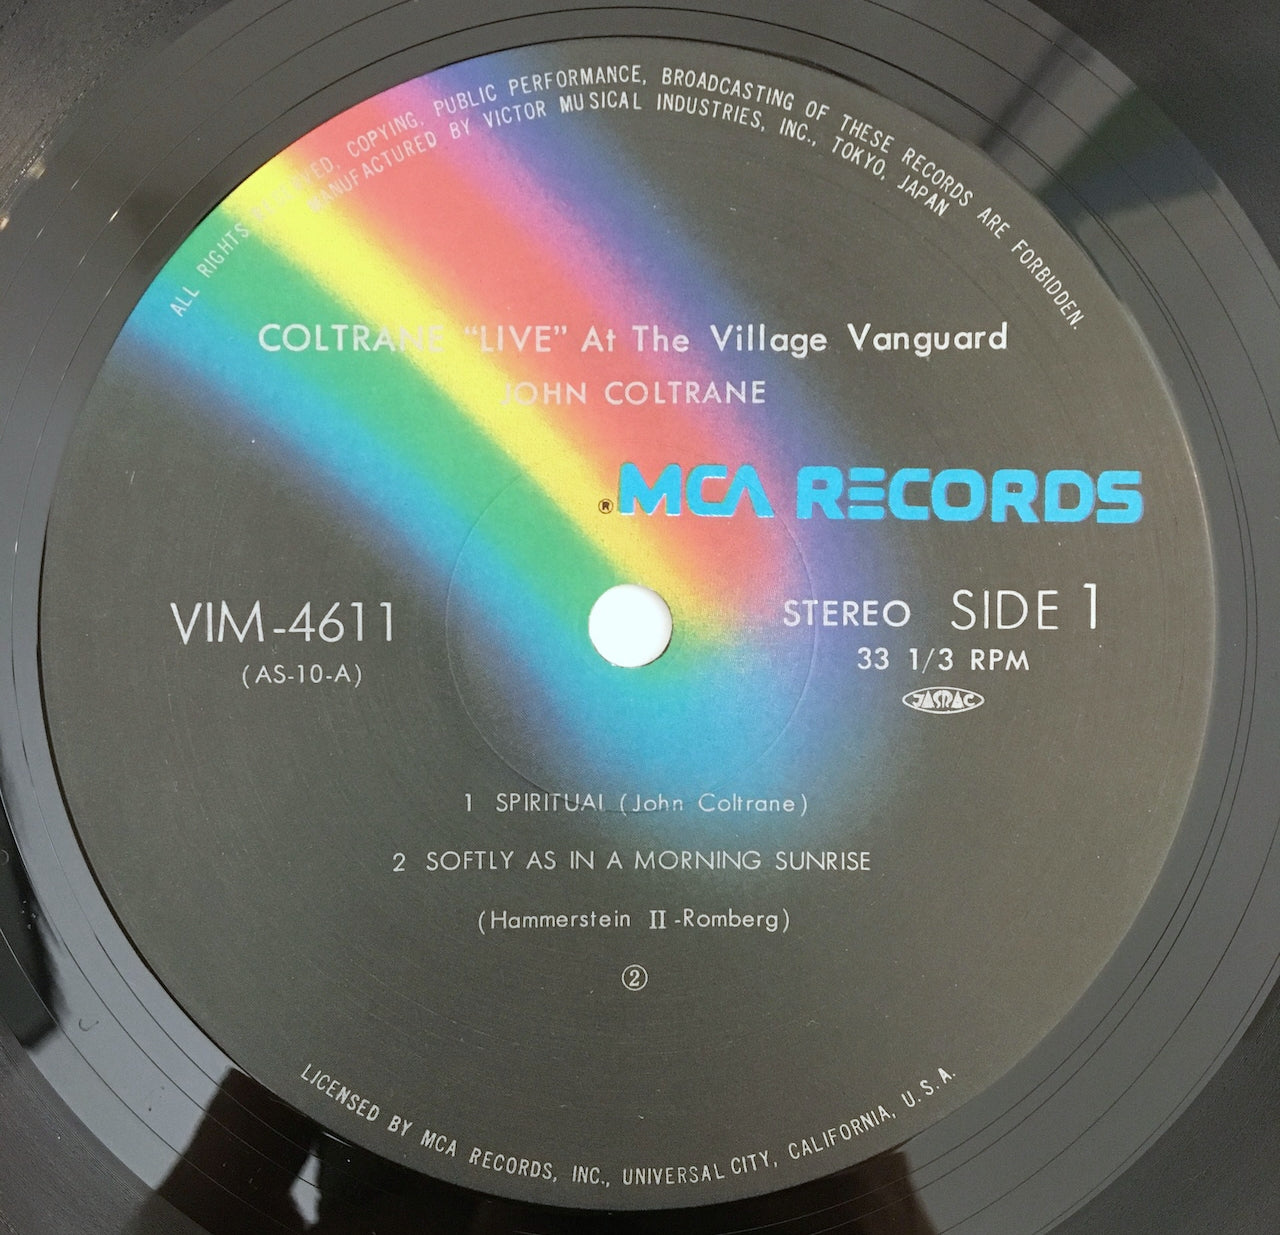 ALL RIGHTS RESERVED, COPYING, PUBLIC PERFORMANCE, BROADCASTING OF THESE RECORDS ARE FORBIDDEN.
MANUFACTURED BY VICTOR MUSICAL INDUSTRIES, INC., TOKYO, JAPAN
COLTRANE “LIVE” At The Village Vanguard
JOHN COLTRANE
® MCA RECORDS
VIM-4611
(AS-10-A)
STEREO SIDE 1
33 1/3 RPM
JASRAC
1 SPIRITUAL (John Coltrane)
2 SOFTLY AS IN A MORNING SUNRISE
(Hammerstein II -Romberg)
②
LICENSED BY MCA RECORDS, INC., UNIVERSAL CITY, CALIFORNIA, U.S.A.